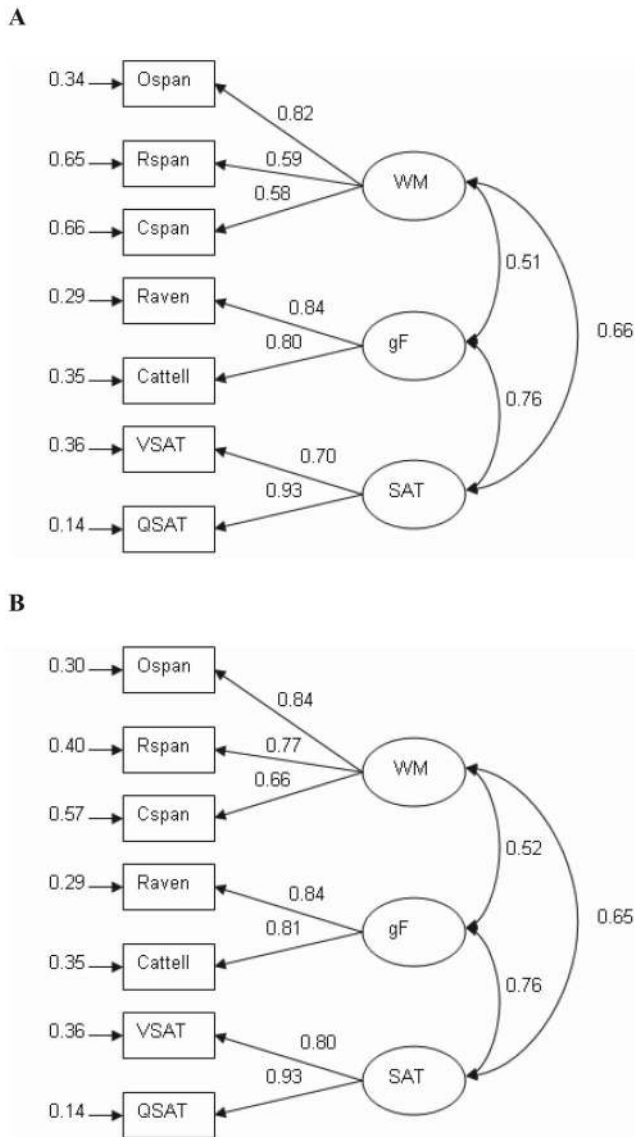 A
0.34 Ospan
0.82
0.65 Rspan 0.59 WM
0.58
0.66 Cspan
0.51
0.29 Raven 0.84
0.66
0.80 gF
0.35 Cattell
0.76
0.36 VSAT 0.70
0.93 SAT
0.14 QSAT
B
0.30 Ospan
0.84
0.40 Rspan 0.77 WM
0.66
0.57 Cspan
0.52
0.29 Raven 0.84
0.65
0.81 gF
0.35 Cattell
0.76
0.36 VSAT 0.80
0.93 SAT
0.14 QSAT